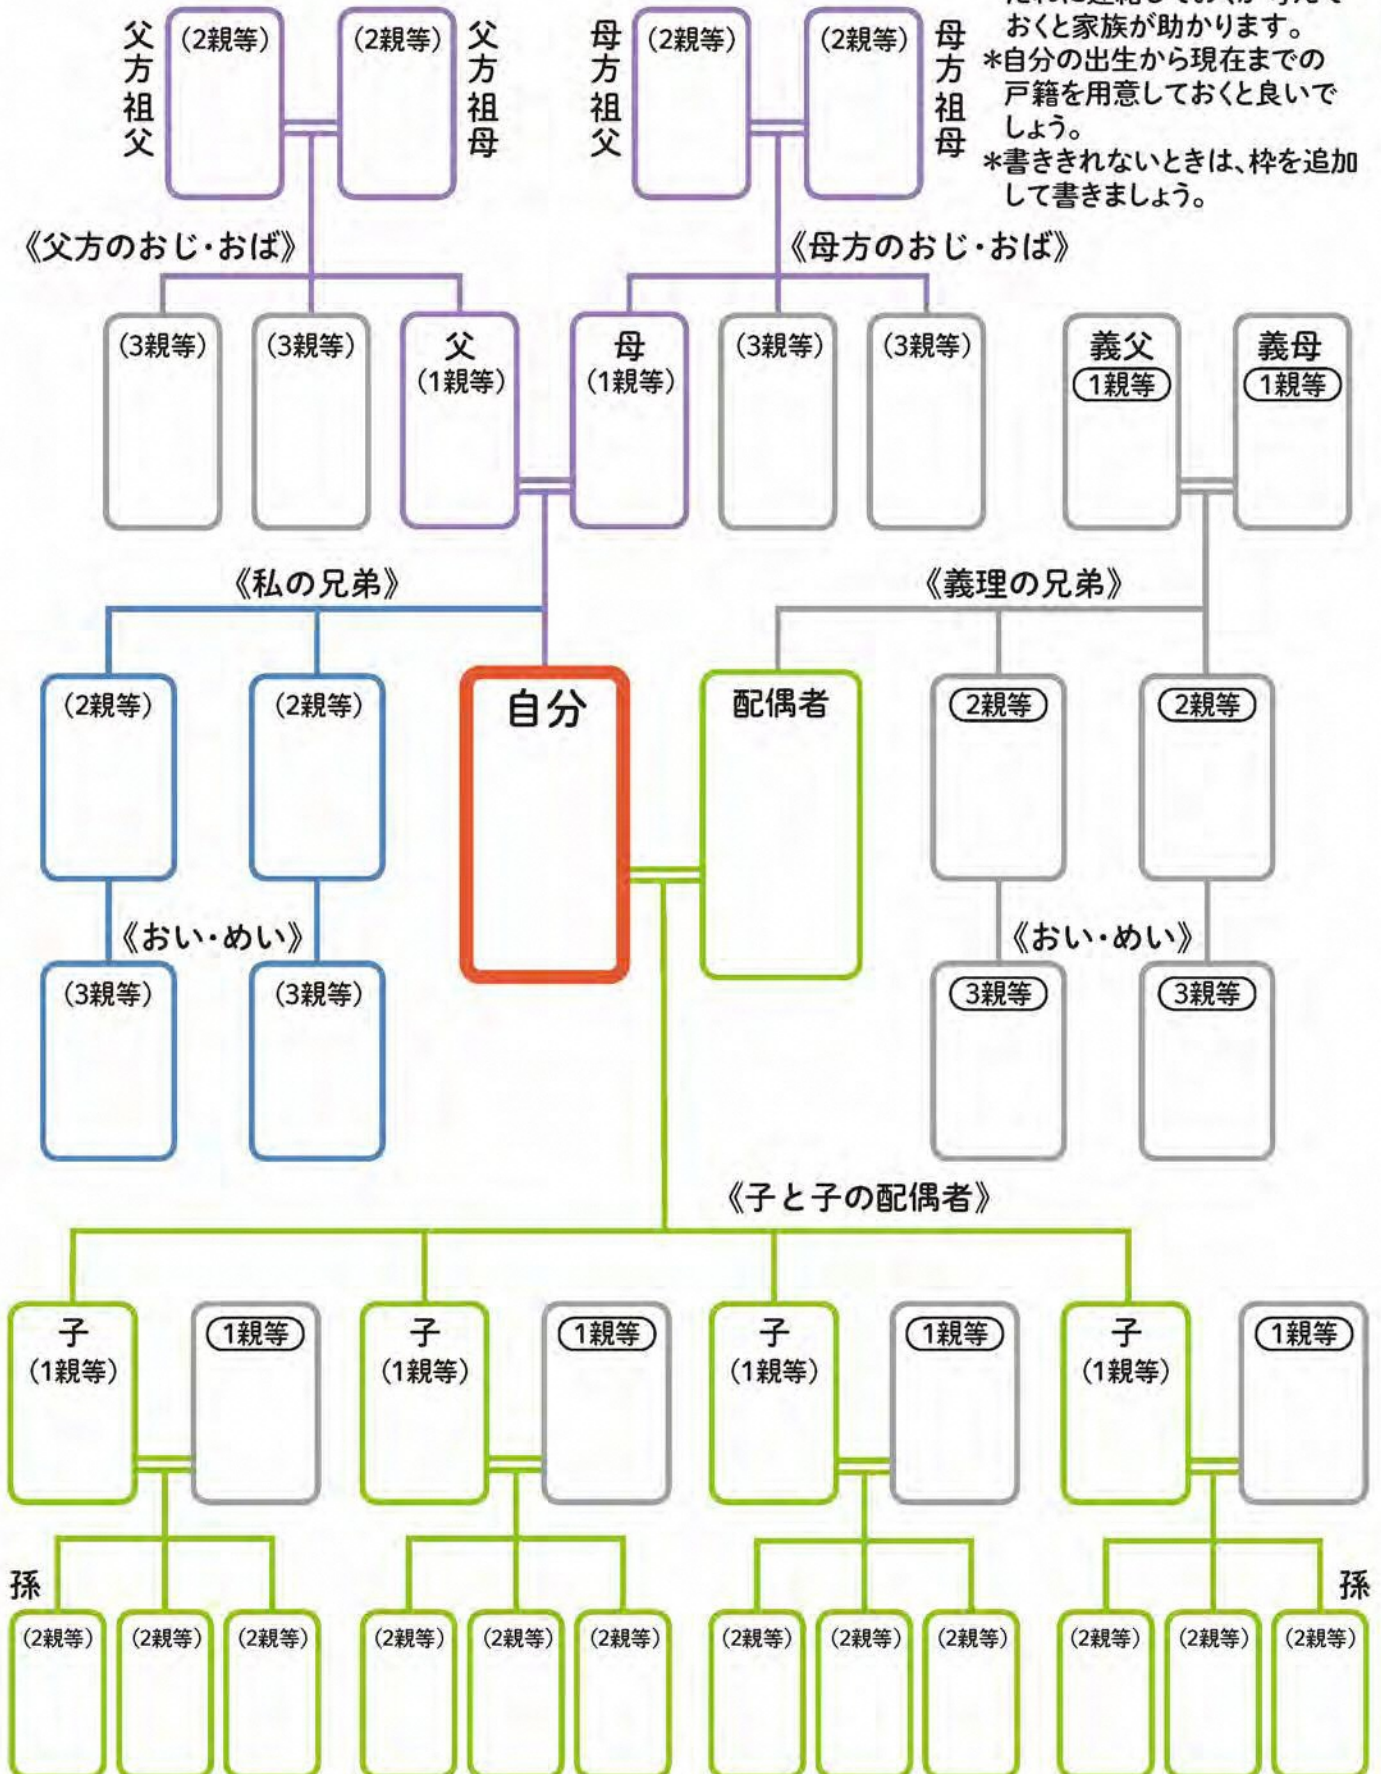 おくと家族が助かります。
*自分の出生から現在までの
戸籍を用意しておくと良いで
しょう。
*書ききれないときは、枠を追加
して書きましょう。
父方祖父
(2親等)
(2親等)
父方祖母
母方祖父
(2親等)
(2親等)
母方祖母
《父方のおじ・おば》
《母方のおじ・おば》
(3親等)
(3親等)
父
(1親等)
母
(1親等)
(3親等)
(3親等)
義父
1親等
義母
1親等
《私の兄弟》
《義理の兄弟》
(2親等)
(2親等)
自分
配偶者
2親等
2親等
《おい・めい》
《おい・めい》
(3親等)
(3親等)
3親等
3親等
《子と子の配偶者》
子
(1親等)
1親等
子
(1親等)
1親等
子
(1親等)
1親等
子
(1親等)
1親等
孫
孫
(2親等)
(2親等)
(2親等)
(2親等)
(2親等)
(2親等)
(2親等)
(2親等)
(2親等)
(2親等)
(2親等)
(2親等)